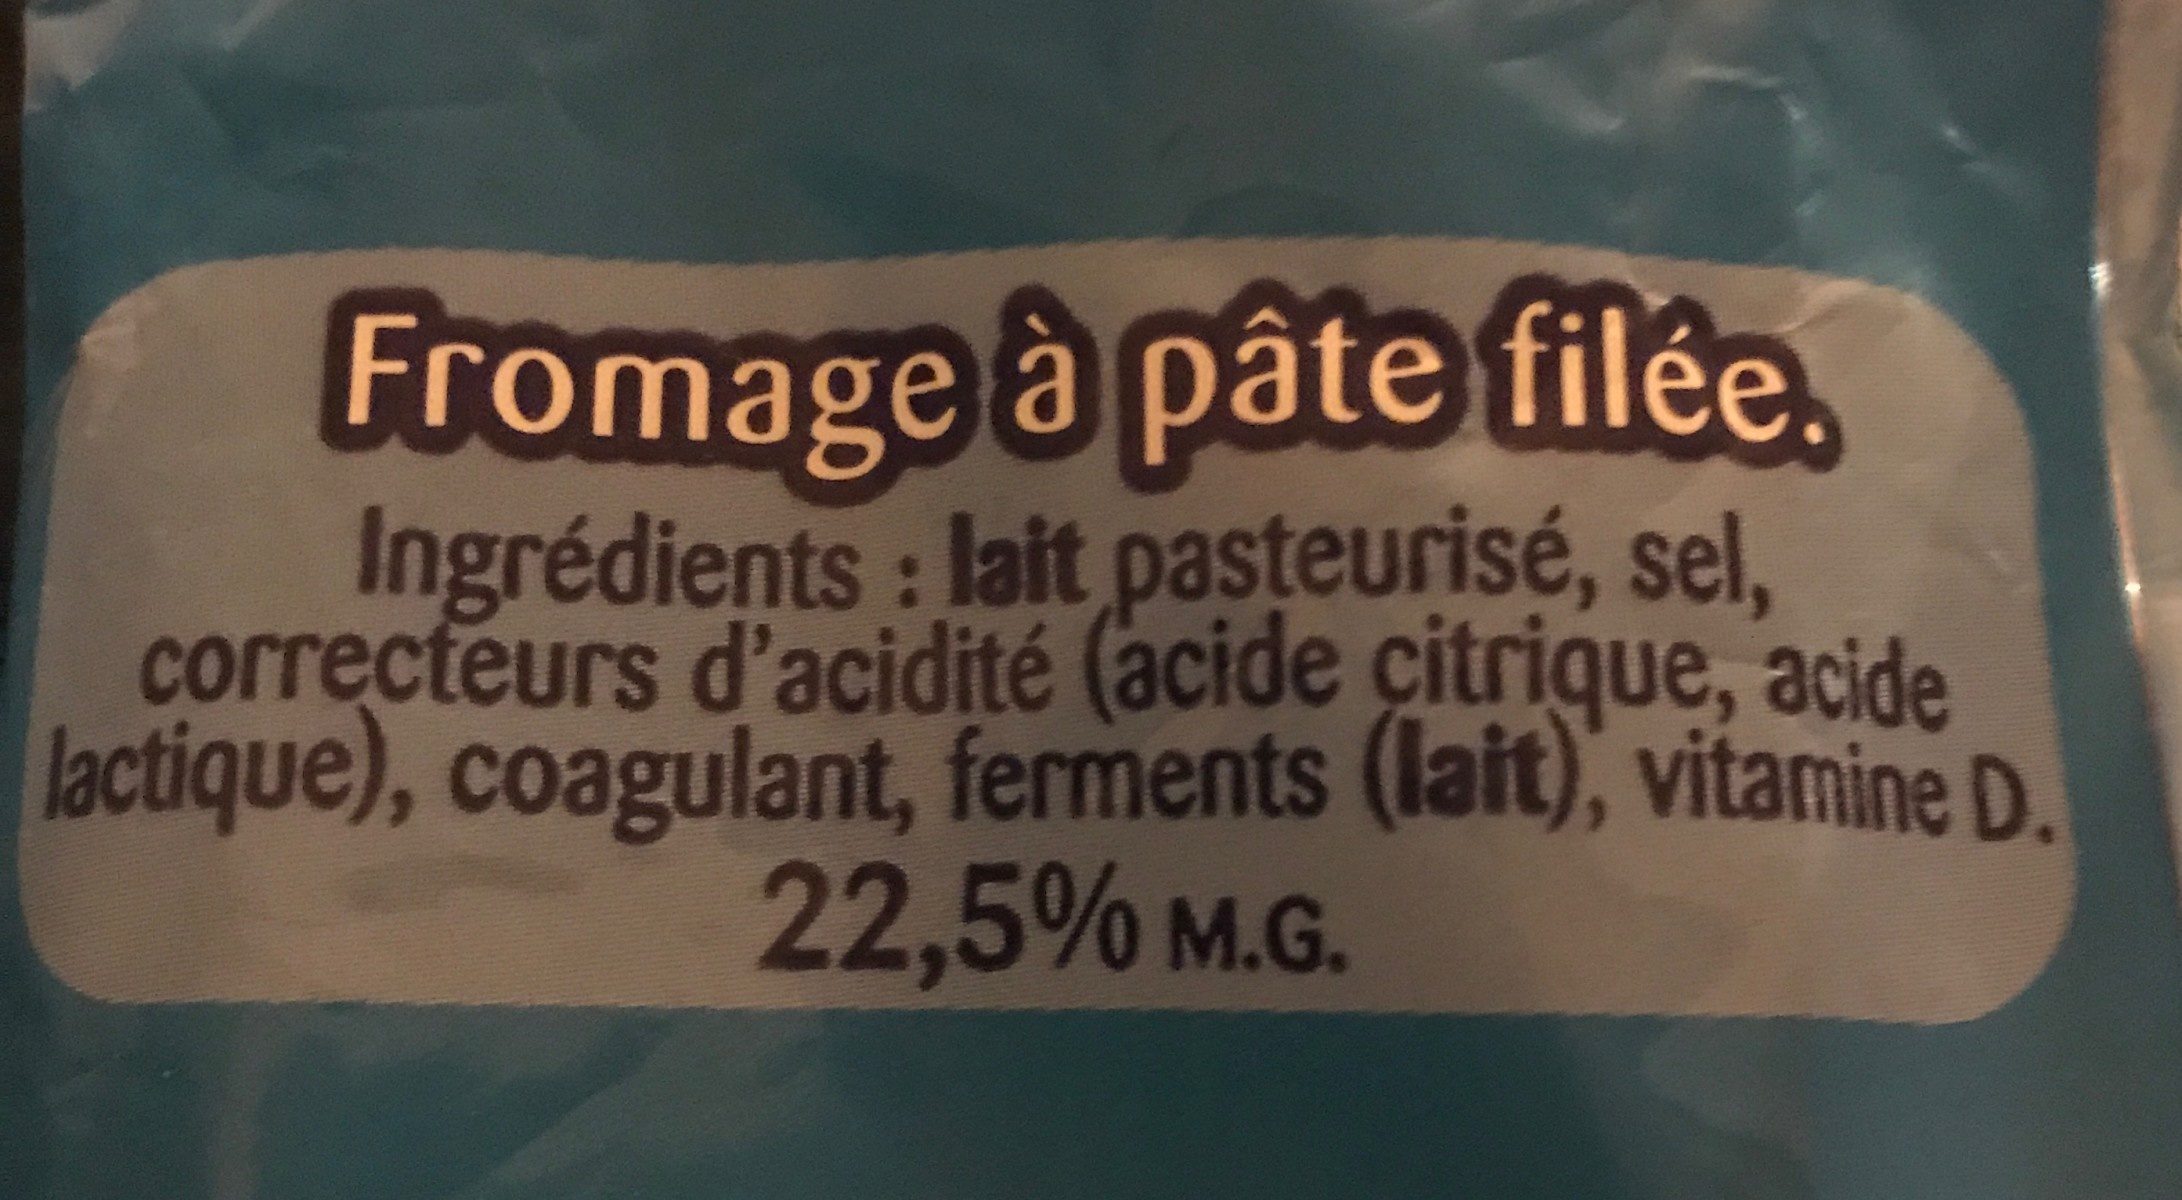 Fromage à pâte filée.
Ingrédients : lait pasteurisé, sel,
correcteurs d'acidité (acide citrique, acide
lactique), coagulant, ferments (lait), vitamine D.
22,5% M.G.